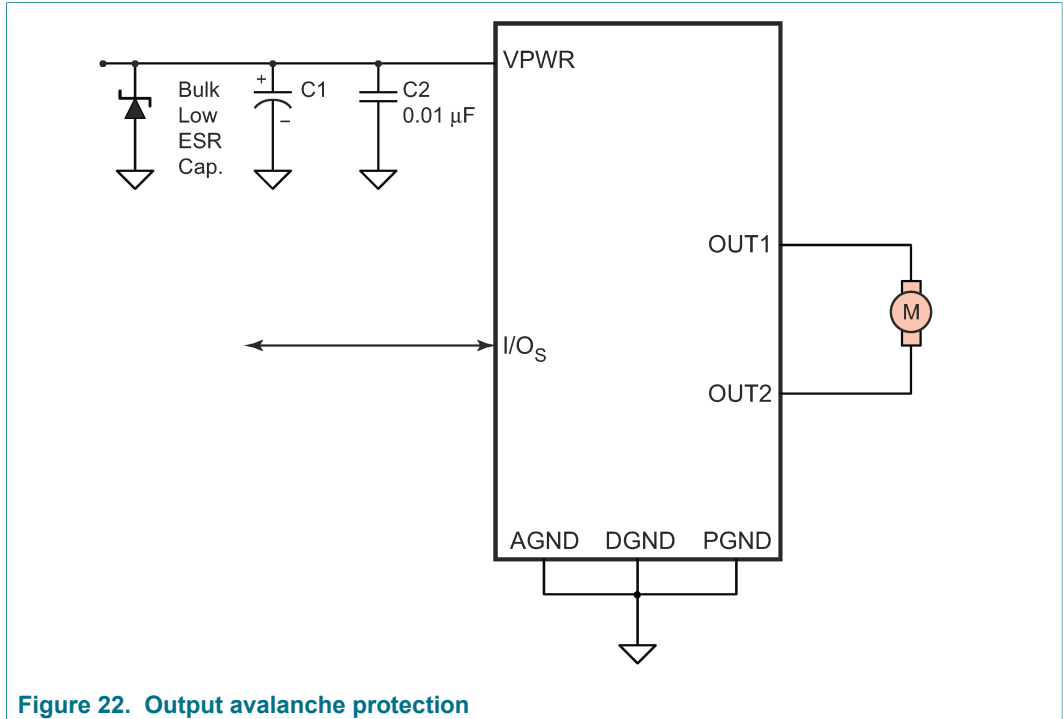 VPWR
+
C1
C2
0.01 μF
Bulk
Low
ESR
Cap.
−
OUT1
M
I/OS
OUT2
AGND DGND PGND
Figure 22. Output avalanche protection